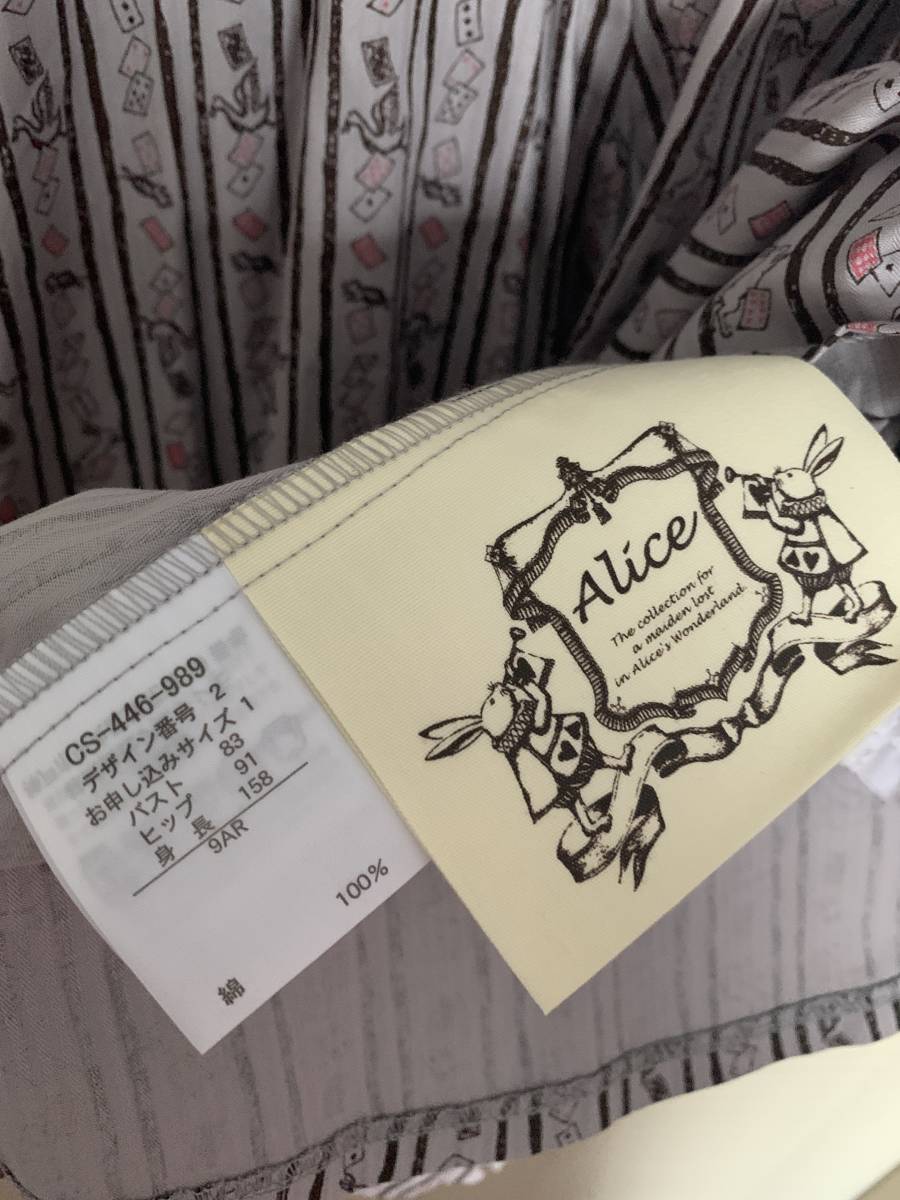 CS-446-989
デザイン番号 2
お申し込みサイズ 1
バスト 83
ヒップ 91
身 長 158
9AR
綿 100%
Alice
The collection for
a maiden lost
in Alice's Wonderland